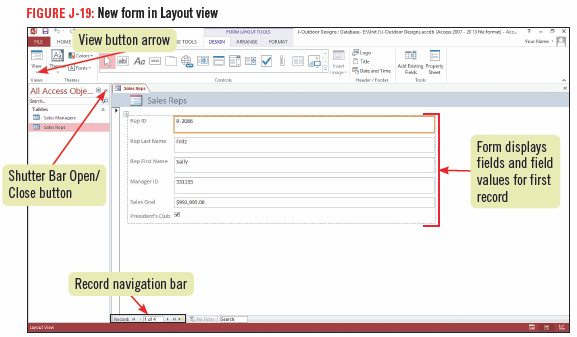 FIGURE J-19: New form in Layout view
FORM LAYOUT TOOLS
J-Outdoor Designs- Database- E:\Unit J\J-Outdoor Designs.accdb (Access 2007 - 2013 file format) - Acc...
FILE HOME
E TOOLS DESIGN ARRANGE FORMAT
Your Name
View button arrow
View
Colors
Fonts
Aa
Insert Image
Logo
Title
Date and Time
Add Existing Fields
Property Sheet
Views Themes Controls Header / Footer Tools
All Access Obje...
Search...
Tables
Sales Managers
Sales Reps
Sales Reps
Sales Reps
Rep ID R-2086
Rep Last Name Fritz
Rep First Name Sally
Manager ID 331135
Sales Goal $992,995.00
President's Club
Shutter Bar Open/
Close button
Form displays
fields and field
values for first
record
Record navigation bar
Record: 1 of 4 No Filter Search
Layout View